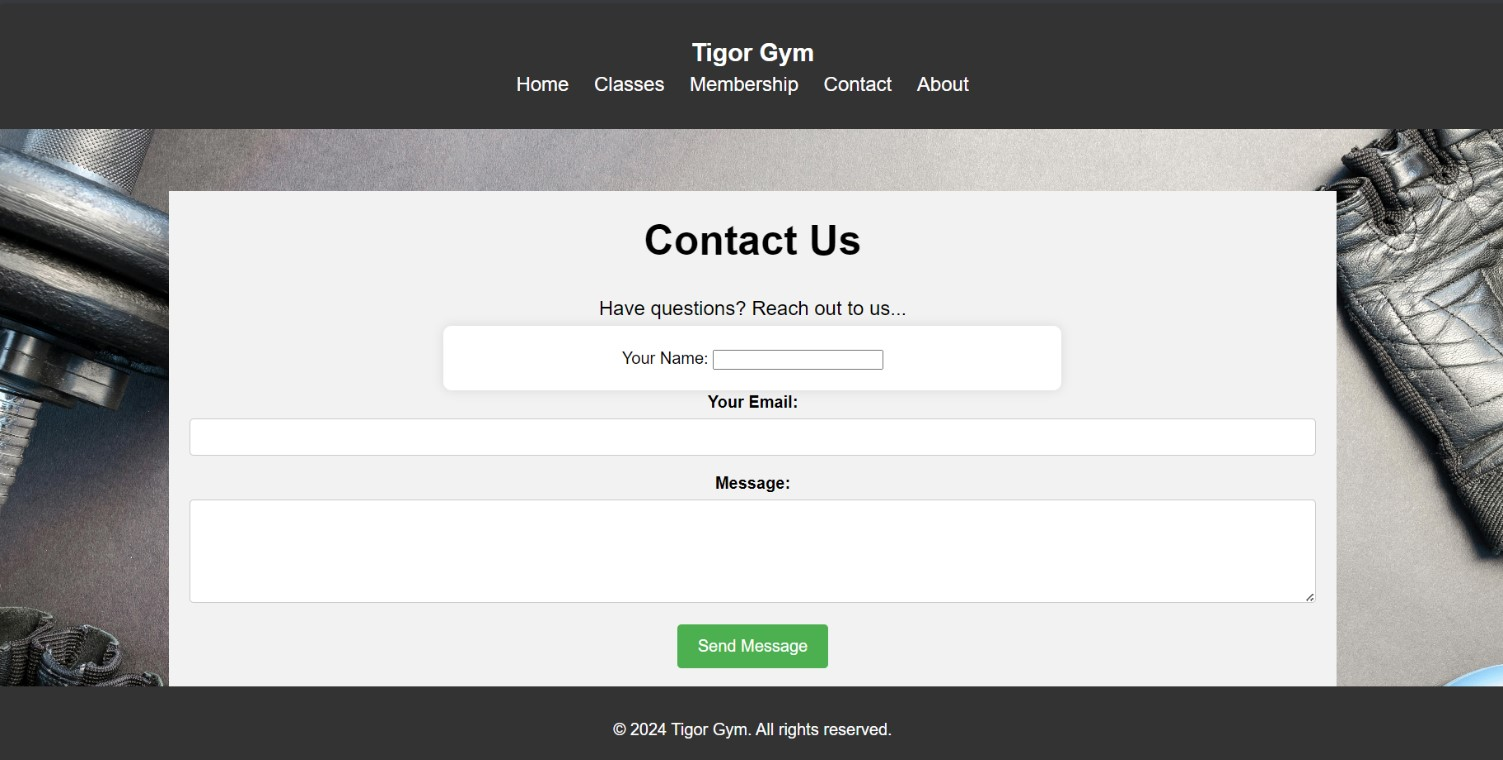 Tigor Gym
Home Classes Membership Contact About
Contact Us
Have questions? Reach out to us...
Your Name:
Your Email:
Message:
Send Message
© 2024 Tigor Gym. All rights reserved.